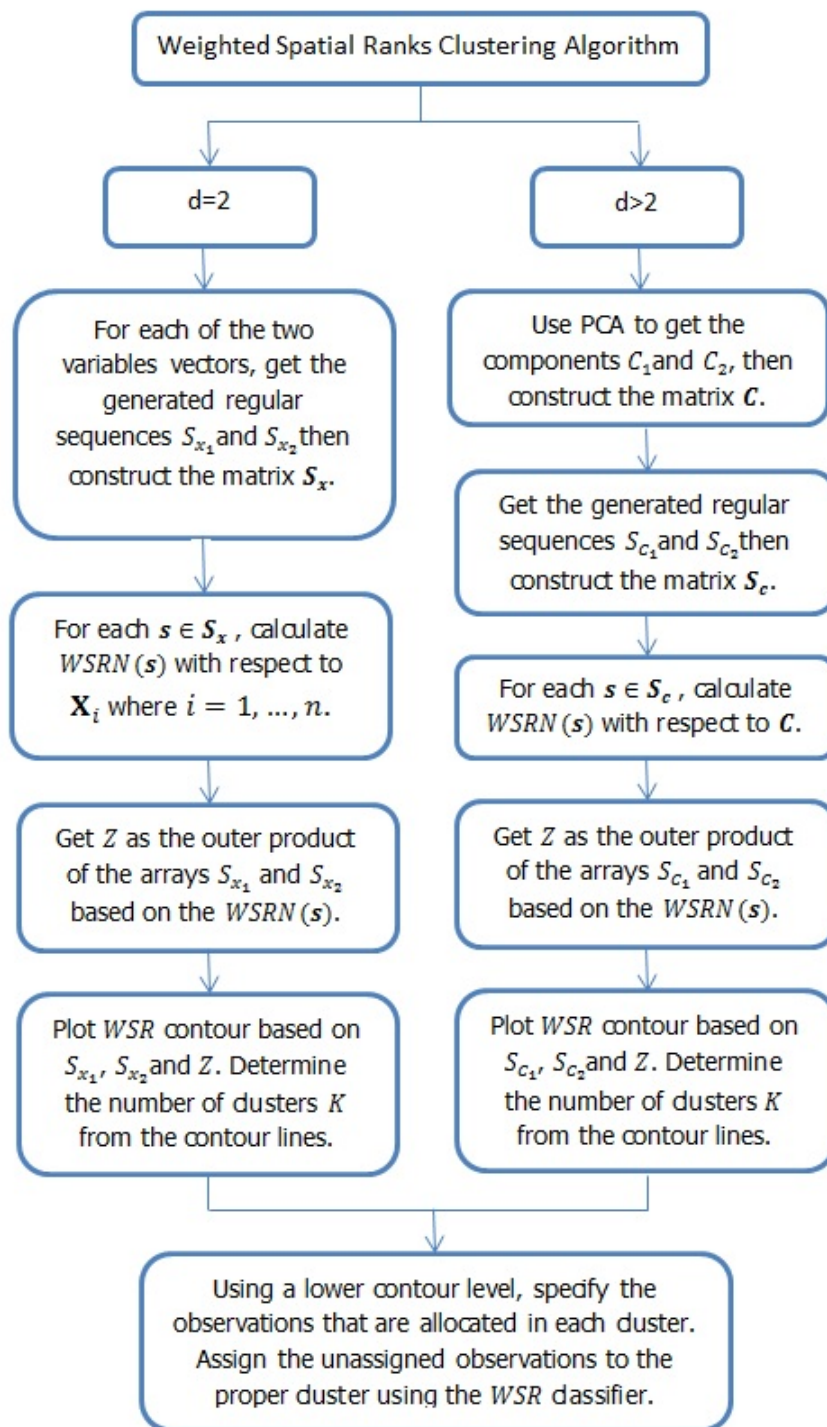 Weighted Spatial Ranks Clustering Algorithm
d=2
For each of the two
variables vectors, get the
generated regular
sequences S_{x_1} and S_{x_2} then
construct the matrix S_x.
For each s ∈ S_x , calculate
WSRN(s) with respect to
X_i where i = 1, …, n.
Get Z as the outer product
of the arrays S_{x_1} and S_{x_2}
based on the WSRN(s).
Plot WSR contour based on
S_{x_1}, S_{x_2} and Z. Determine
the number of clusters K
from the contour lines.
d>2
Use PCA to get the
components C_1 and C_2, then
construct the matrix C.
Get the generated regular
sequences S_{C_1} and S_{C_2} then
construct the matrix S_c.
For each s ∈ S_c , calculate
WSRN(s) with respect to C.
Get Z as the outer product
of the arrays S_{C_1} and S_{C_2}
based on the WSRN(s).
Plot WSR contour based on
S_{C_1}, S_{C_2} and Z. Determine
the number of clusters K
from the contour lines.
Using a lower contour level, specify the
observations that are allocated in each cluster.
Assign the unassigned observations to the
proper cluster using the WSR classifier.